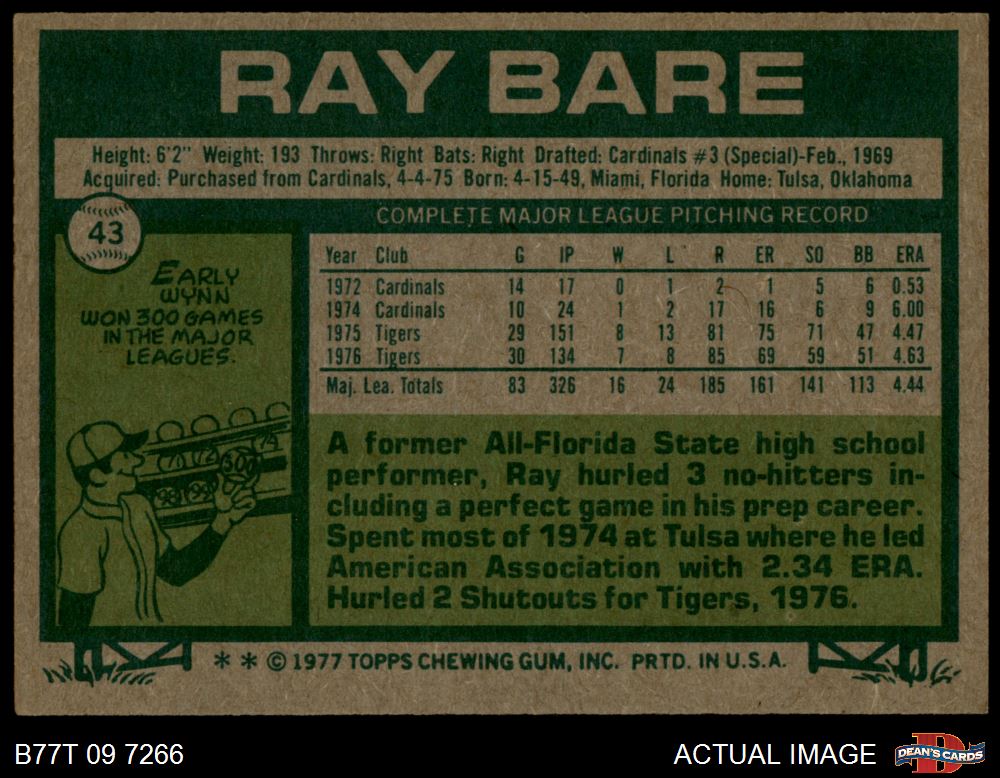 RAY BARE
Height: 6'2" Weight: 193 Throws: Right Bats: Right Drafted: Cardinals #3 (Special)-Feb., 1969
Acquired: Purchased from Cardinals, 4-4-75 Born: 4-15-49, Miami, Florida Home: Tulsa, Oklahoma
43
COMPLETE MAJOR LEAGUE PITCHING RECORD
EARLY
WYNN
WON 300 GAMES
IN THE MAJOR
LEAGUES.
300
Year Club G IP W L R ER SO BB ERA
1972 Cardinals 14 17 0 1 2 1 5 6 0.53
1974 Cardinals 10 24 1 2 17 16 6 9 6.00
1975 Tigers 29 151 8 13 81 75 71 47 4.47
1976 Tigers 30 134 7 8 85 69 59 51 4.63
Maj. Lea. Totals 83 326 16 24 185 161 141 113 4.44
A former All-Florida State high school
performer, Ray hurled 3 no-hitters in-
cluding a perfect game in his prep career.
Spent most of 1974 at Tulsa where he led
American Association with 2.34 ERA.
Hurled 2 Shutouts for Tigers, 1976.
* * © 1977 TOPPS CHEWING GUM, INC. PRTD. IN U.S.A.
B77T 09 7266
ACTUAL IMAGE
DEAN'S CARDS